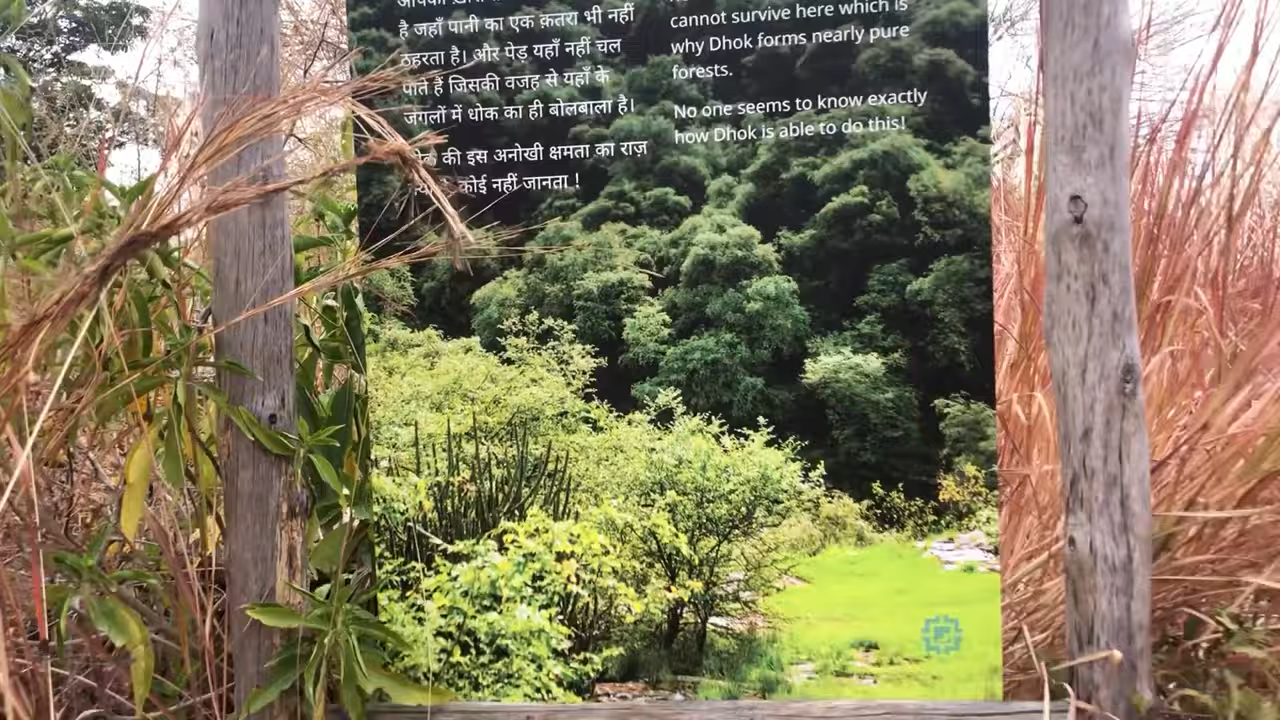 है जहाँ पानी का एक क़तरा भी नहीं
ठहरता है। और पेड़ यहाँ नहीं चल
पाते हैं जिसकी वजह से यहाँ के
जंगलों में धोक का ही बोलबाला है।
की इस अनोखी क्षमता का राज़
कोई नहीं जानता !
cannot survive here which is
why Dhok forms nearly pure
forests.
No one seems to know exactly
how Dhok is able to do this!